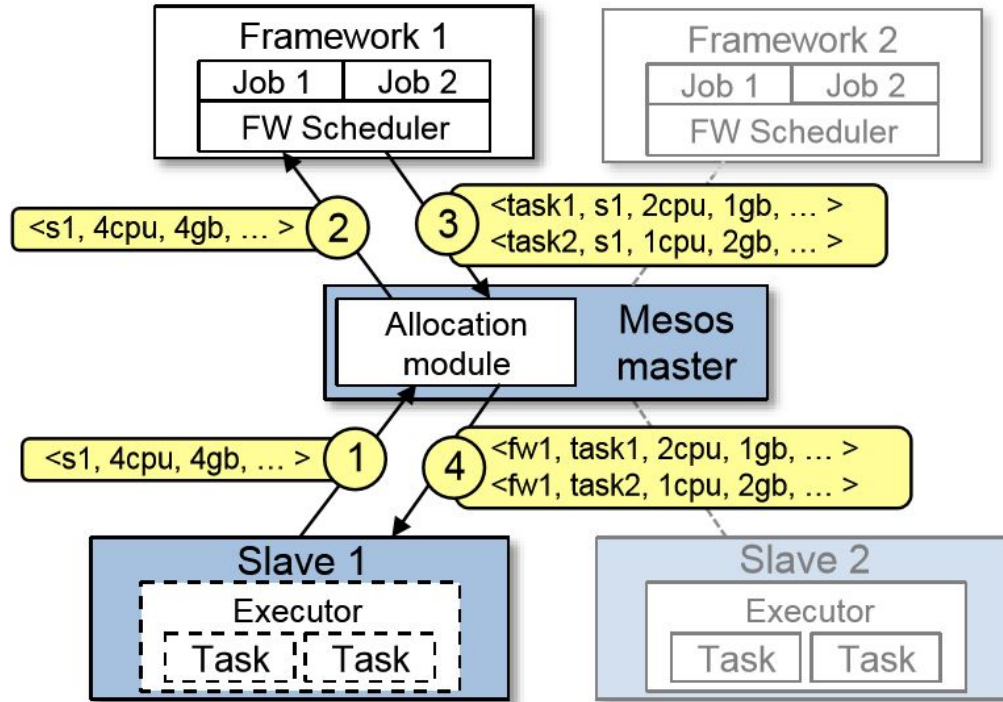 Framework 1
Job 1 Job 2
FW Scheduler
Framework 2
Job 1 Job 2
FW Scheduler
<s1, 4cpu, 4gb, … >
2
3
<task1, s1, 2cpu, 1gb, … >
<task2, s1, 1cpu, 2gb, … >
Allocation
module
Mesos
master
<s1, 4cpu, 4gb, … >
1
4
<fw1, task1, 2cpu, 1gb, … >
<fw1, task2, 1cpu, 2gb, … >
Slave 1
Executor
Task Task
Slave 2
Executor
Task Task